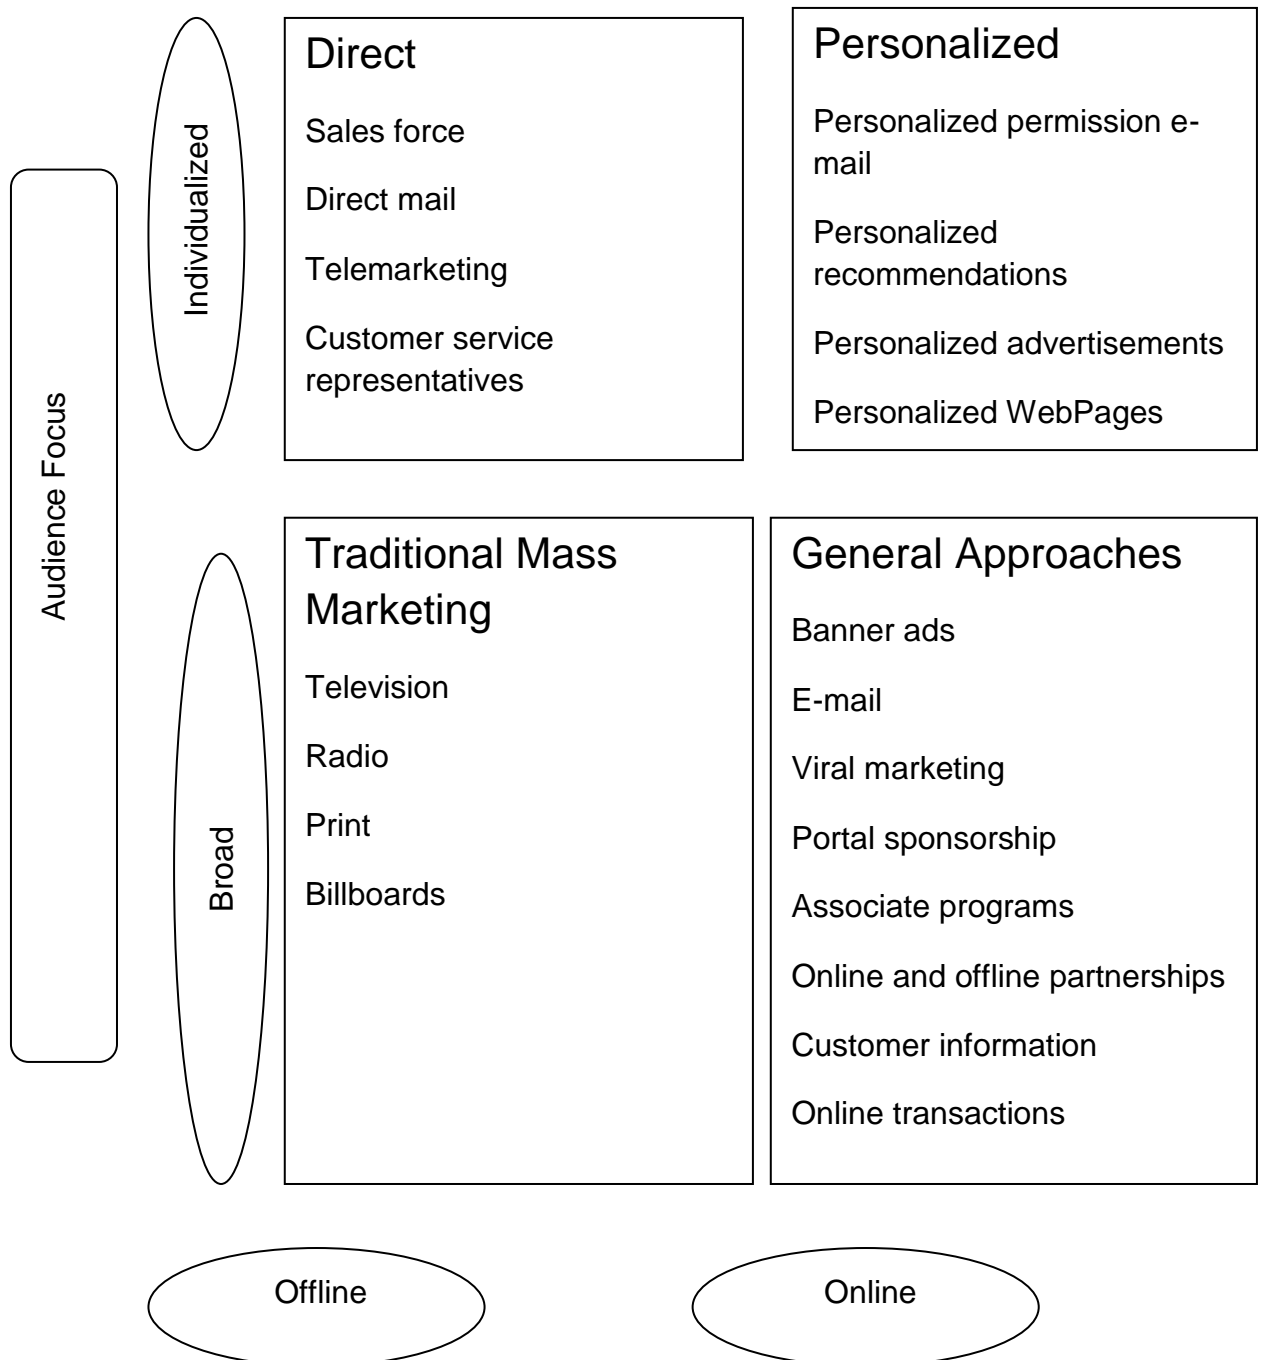 Audience Focus
Individualized
Direct
Sales force
Direct mail
Telemarketing
Customer service
representatives
Personalized
Personalized permission e-
mail
Personalized
recommendations
Personalized advertisements
Personalized WebPages
Broad
Traditional Mass
Marketing
Television
Radio
Print
Billboards
General Approaches
Banner ads
E-mail
Viral marketing
Portal sponsorship
Associate programs
Online and offline partnerships
Customer information
Online transactions
Offline
Online